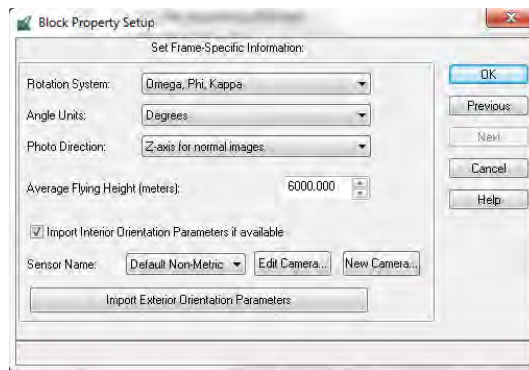 Block Property Setup
Set Frame-Specific Information:
Rotation System: Omega, Phi, Kappa
Angle Units: Degrees
Photo Direction: Z-axis for normal images
Average Flying Height (meters): 6000.000
Import Interior Orientation Parameters if available
Sensor Name: Default Non-Metric Edit Camera... New Camera...
Import Exterior Orientation Parameters
OK
Previous
Next
Cancel
Help